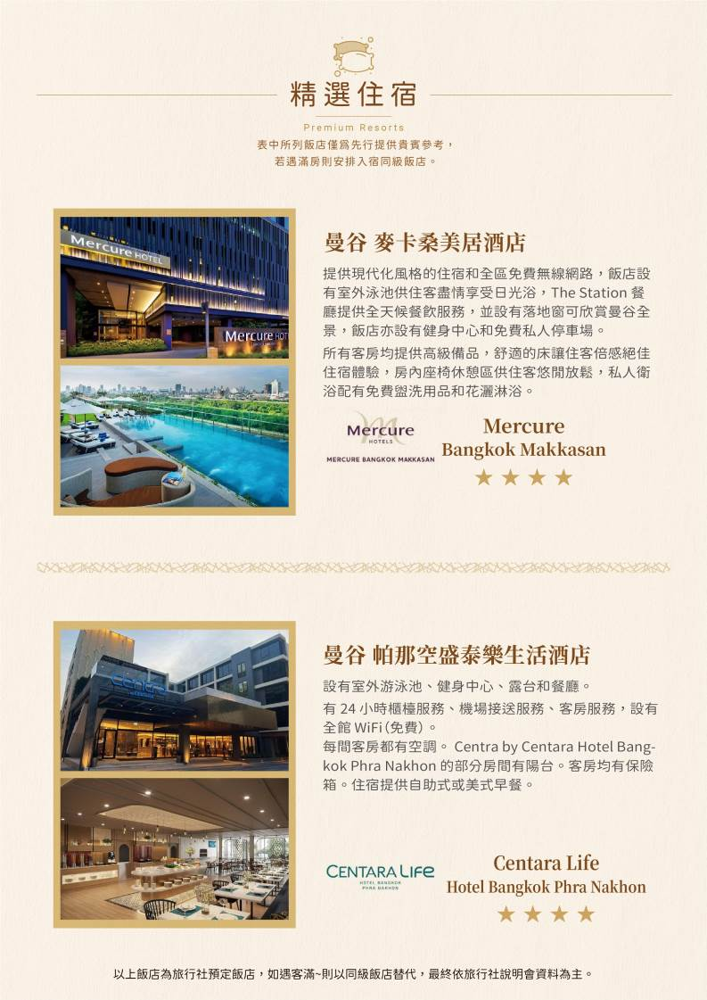 精選住宿
Premium Resorts
表中所列飯店僅爲先行提供貴賓參考，
若遇滿房則安排入宿同級飯店。
Mercure HOTEL
Mercure HOT
曼谷 麥卡桑美居酒店
提供現代化風格的住宿和全區免費無線網路，飯店設
有室外泳池供住客盡情享受日光浴，The Station 餐
廳提供全天候餐飲服務，並設有落地窗可欣賞曼谷全
景，飯店亦設有健身中心和免費私人停車場。
所有客房均提供高級備品，舒適的床讓住客倍感絕佳
住宿體驗，房內座椅休憩區供住客悠閒放鬆，私人衛
浴配有免費盥洗用品和花灑淋浴。
m
Mercure
HOTELS
MERCURE BANGKOK MAKKASAN
Mercure
Bangkok Makkasan
Centra
曼谷 帕那空盛泰樂生活酒店
設有室外游泳池、健身中心、露台和餐廳。
有 24 小時櫃檯服務、機場接送服務、客房服務，設有
全館 WiFi（免費）。
每間客房都有空調。 Centra by Centara Hotel Bang-
kok Phra Nakhon 的部分房間有陽台。客房均有保險
箱。住宿提供自助式或美式早餐。
CENTARA LIFE
HOTEL BANGKOK
PHRA NAKHON
Centara Life
Hotel Bangkok Phra Nakhon
以上飯店為旅行社預定飯店，如遇客滿~則以同級飯店替代，最終依旅行社說明會資料為主。